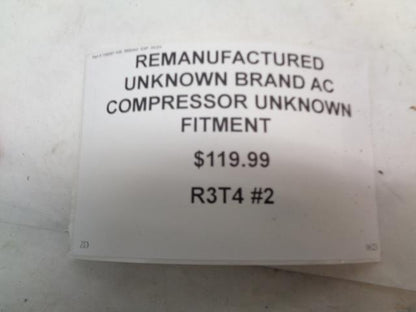 REMANUFACTURED
UNKNOWN BRAND AC
COMPRESSOR UNKNOWN
FITMENT
$119.99
R3T4 #2